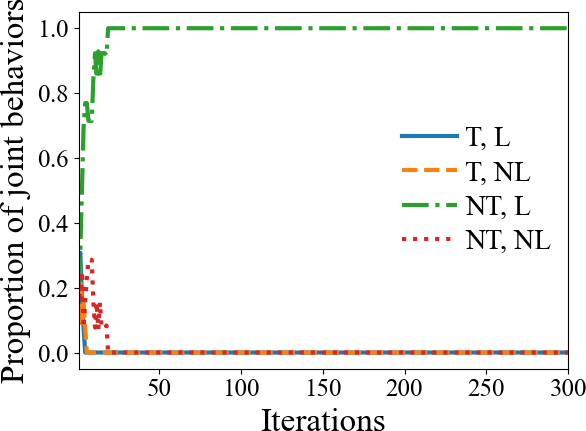 Proportion of joint behaviors
1.0
0.8
0.6
0.4
0.2
0.0
T, L
T, NL
NT, L
NT, NL
50 100 150 200 250 300
Iterations